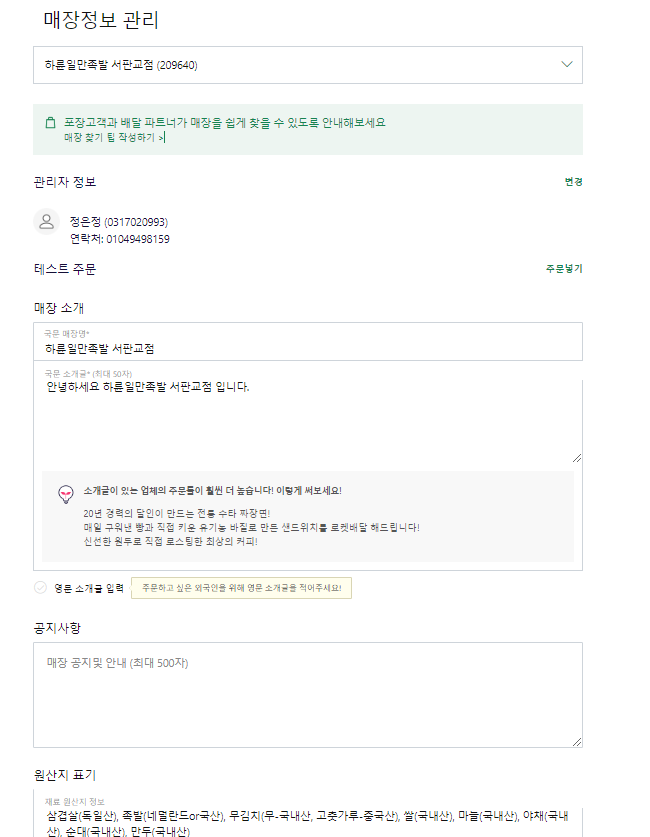 매장정보 관리
하륜일만족발 서판교점 (209640)
포장고객과 배달 파트너가 매장을 쉽게 찾을 수 있도록 안내해보세요
매장 찾기 팁 작성하기 >
관리자 정보
변경
정은정 (0317020993)
연락처: 01049498159
테스트 주문
주문넣기
매장 소개
국문 매장명*
하륜일만족발 서판교점
국문 소개글* (최대 50자)
안녕하세요 하륜일만족발 서판교점 입니다.
소개글이 있는 업체의 주문률이 훨씬 더 높습니다! 이렇게 써보세요!
20년 경력의 달인이 만드는 전통 수타 짜장면!
매일 구워낸 빵과 직접 키운 유기농 바질로 만든 샌드위치를 로켓배달 해드립니다!
신선한 원두로 직접 로스팅한 최상의 커피!
영문 소개글 입력
주문하고 싶은 외국인을 위해 영문 소개글을 적어주세요!
공지사항
매장 공지및 안내 (최대 500자)
원산지 표기
재료 원산지 정보
삼겹살(독일산), 족발(네덜란드or국산), 무김치(무-국내산, 고춧가루-중국산), 쌀(국내산), 마늘(국내산), 야채(국내
산), 순대(국내산), 만두(국내산)